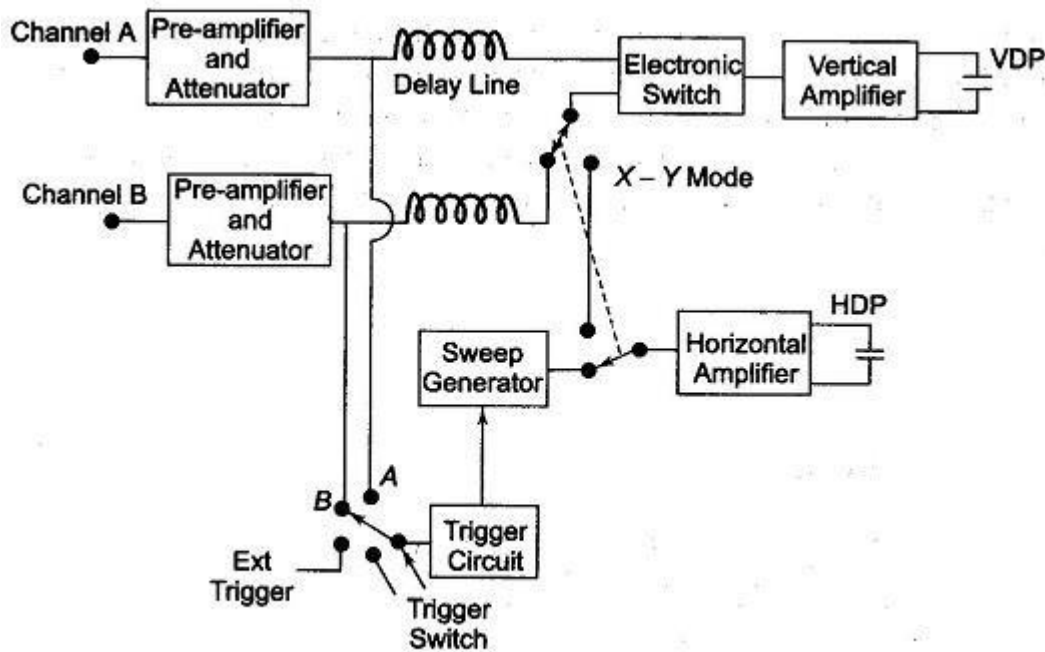 Channel A
Pre-amplifier
and
Attenuator
Delay Line
Electronic
Switch
Vertical
Amplifier
VDP
Channel B
Pre-amplifier
and
Attenuator
X – Y Mode
Sweep
Generator
Horizontal
Amplifier
HDP
A
B
Trigger
Circuit
Ext
Trigger
Trigger
Switch